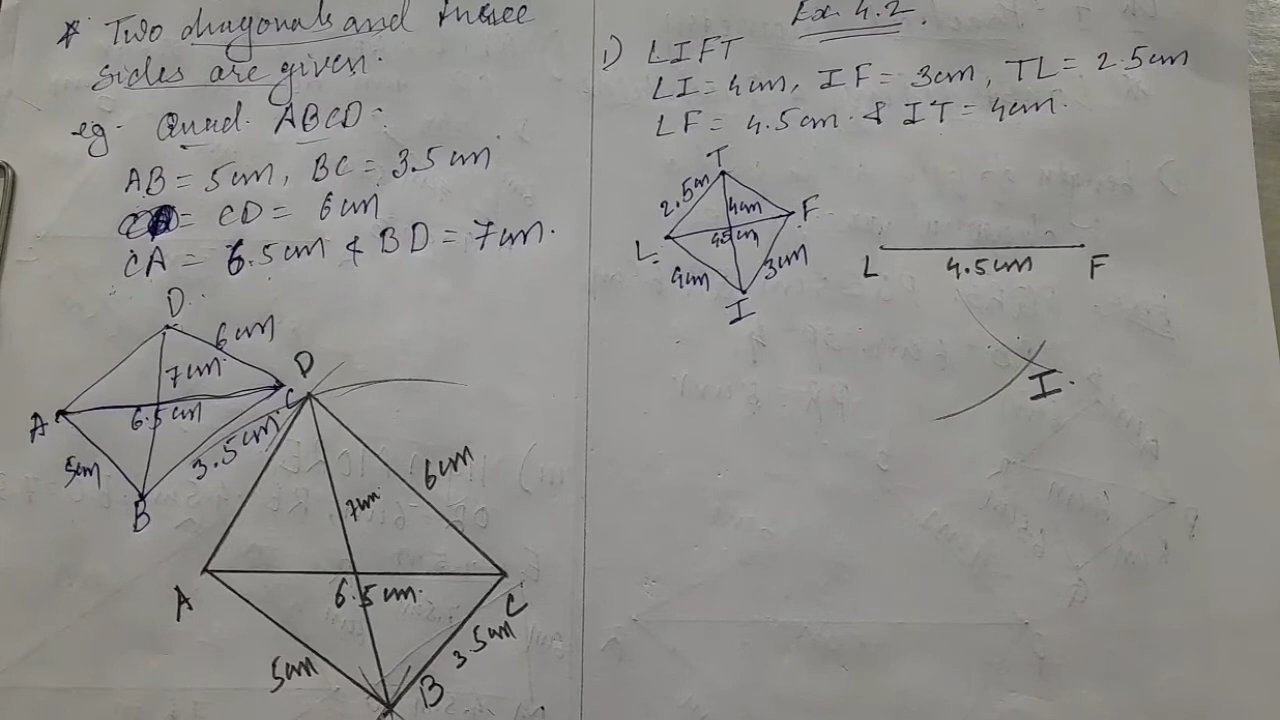 * Two diagonals and three
sides are given.
eg. Quad. ABCD:
AB = 5cm, BC = 3.5cm
= CD = 6cm
CA = 6.5cm & BD = 7cm.
D
6cm
7cm
A
6.5cm
C
5cm
3.5cm
B
D
6cm
7cm
A
6.5cm.
C
5cm
3.5cm
B
Ex. 4.2.
1) LIFT
LI = 4cm, IF = 3cm, TL = 2.5cm
LF = 4.5cm & IT = 4cm.
T
2.5cm
4cm
F
L
4.5cm
4cm
3cm
I
L
4.5cm
F
I.